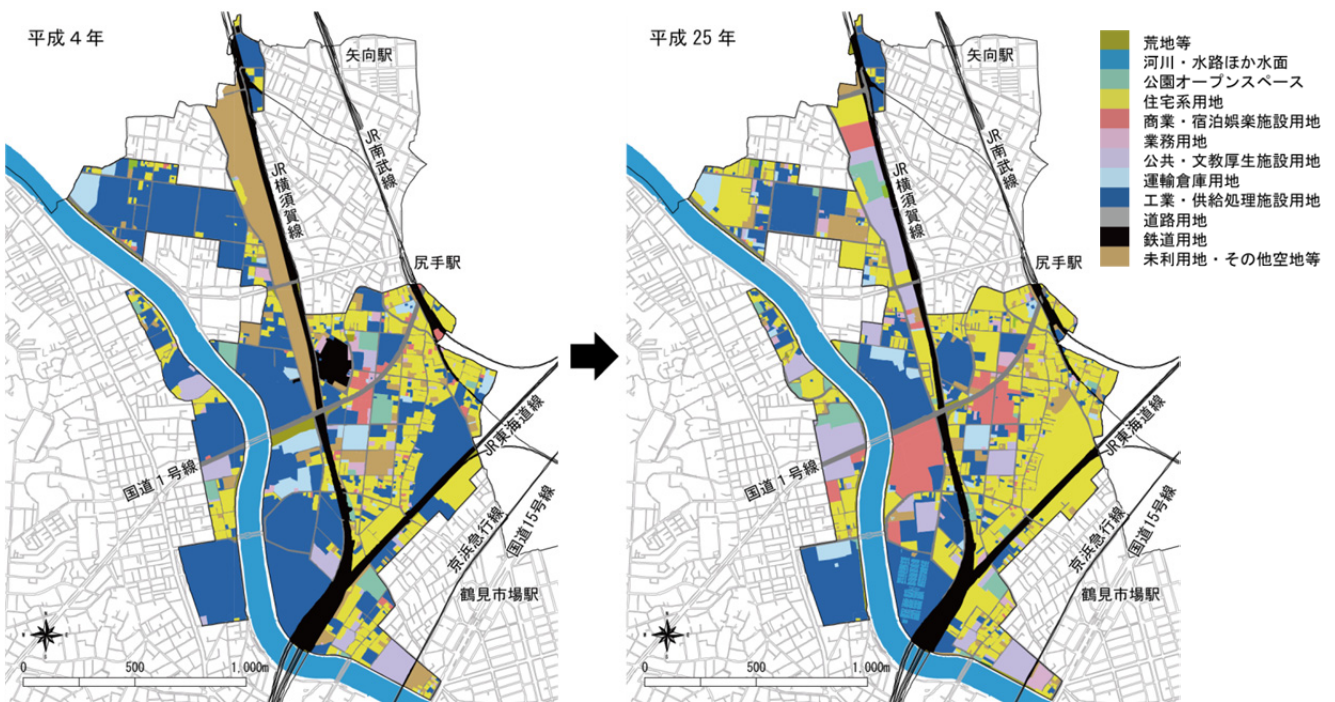 平成4年
矢向駅
JR南武線
JR横須賀線
尻手駅
JR東海道線
国道1号線
京浜急行線
国道15号線
鶴見市場駅
0 500 1,000m
平成25年
矢向駅
JR南武線
JR横須賀線
尻手駅
JR東海道線
国道1号線
京浜急行線
国道15号線
鶴見市場駅
0 500 1,000m
荒地等
河川・水路ほか水面
公園オープンスペース
住宅系用地
商業・宿泊娯楽施設用地
業務用地
公共・文教厚生施設用地
運輸倉庫用地
工業・供給処理施設用地
道路用地
鉄道用地
未利用地・その他空地等